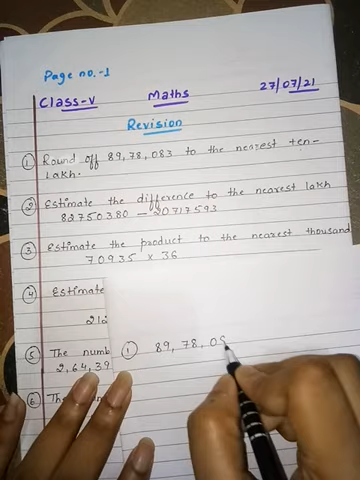 Page no.-1
Class-V Maths 27/07/21
Revision
① Round off 89,78,083 to the nearest ten-
Lakh.
② Estimate the difference to the nearest lakh
82750380 - 20717593
③ Estimate the product to the nearest thousand
70935 × 36
④ Estimate
212
⑤ The numb
2,64,39
⑥ The
① 89,78,08